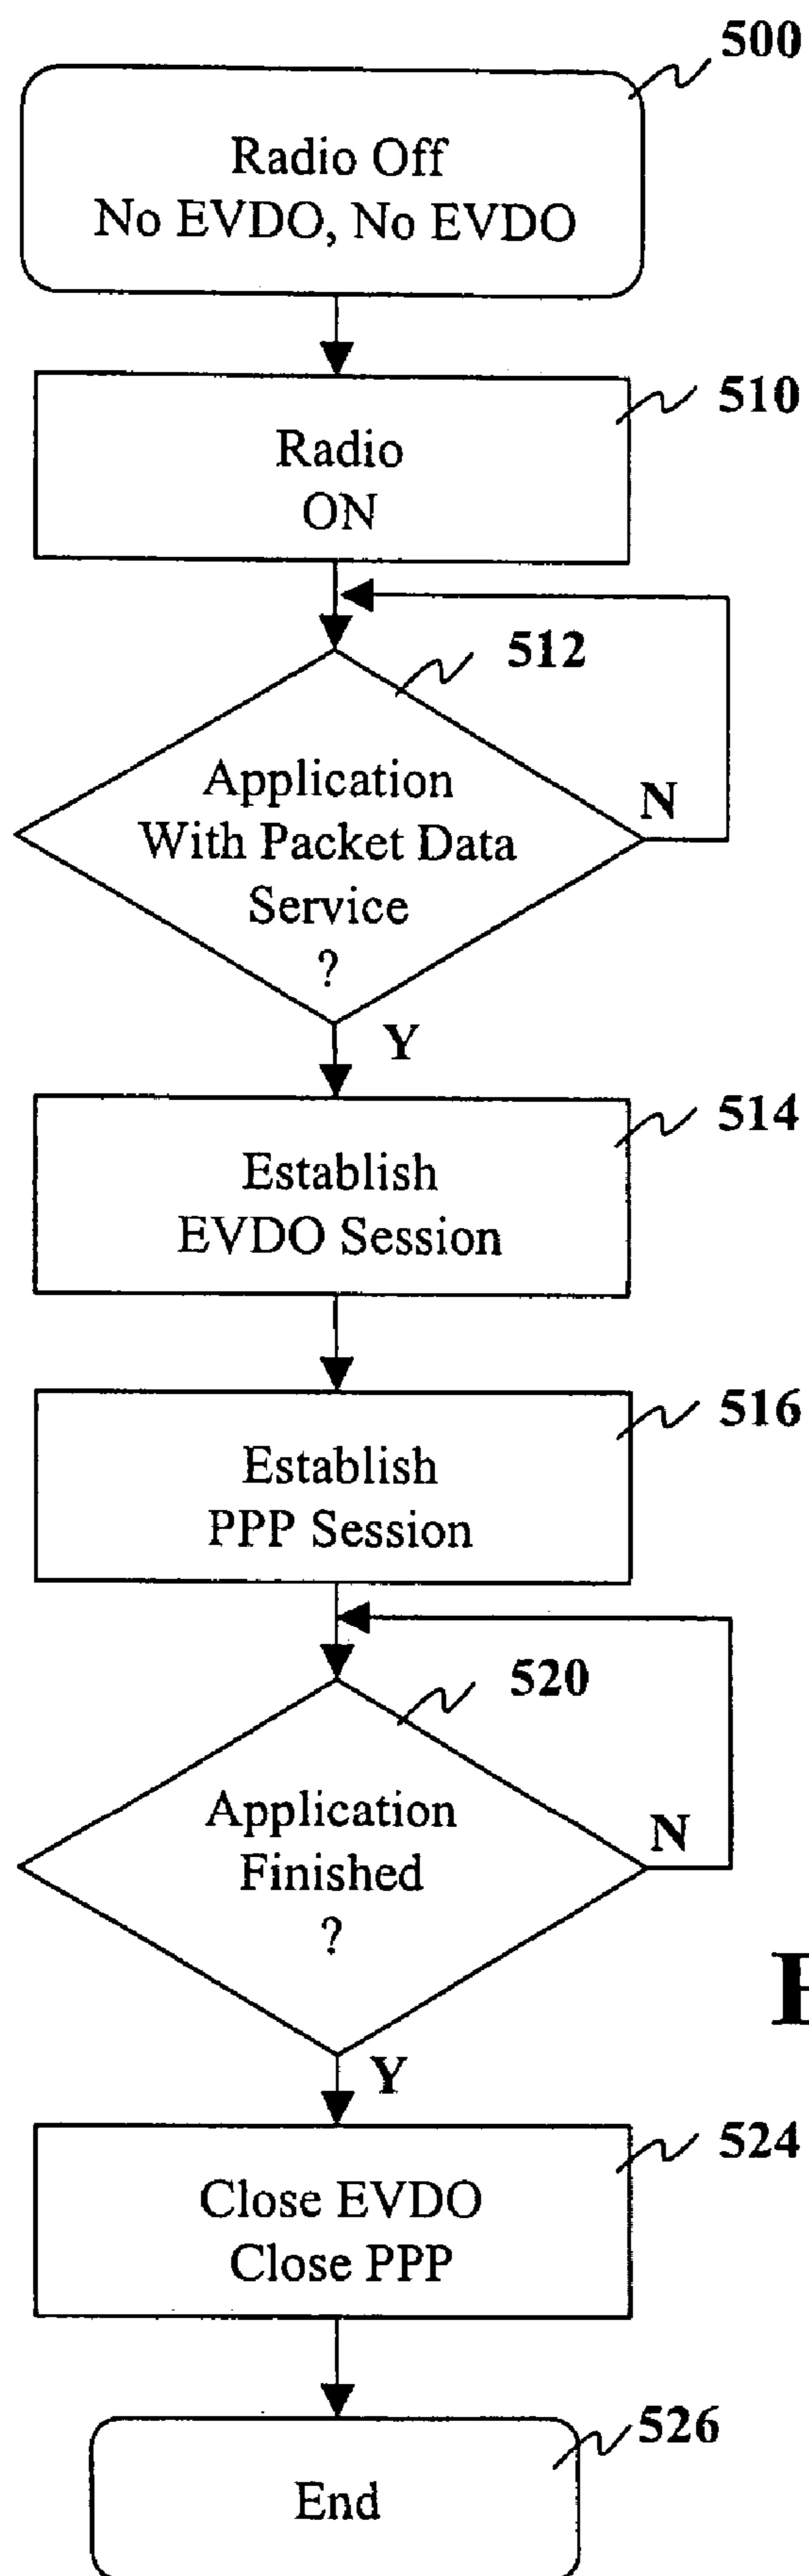 500
Radio Off
No EVDO, No EVDO
510
Radio
ON
512
Application
With Packet Data
Service
?
N
Y
514
Establish
EVDO Session
516
Establish
PPP Session
520
Application
Finished
?
N
Y
524
Close EVDO
Close PPP
526
End